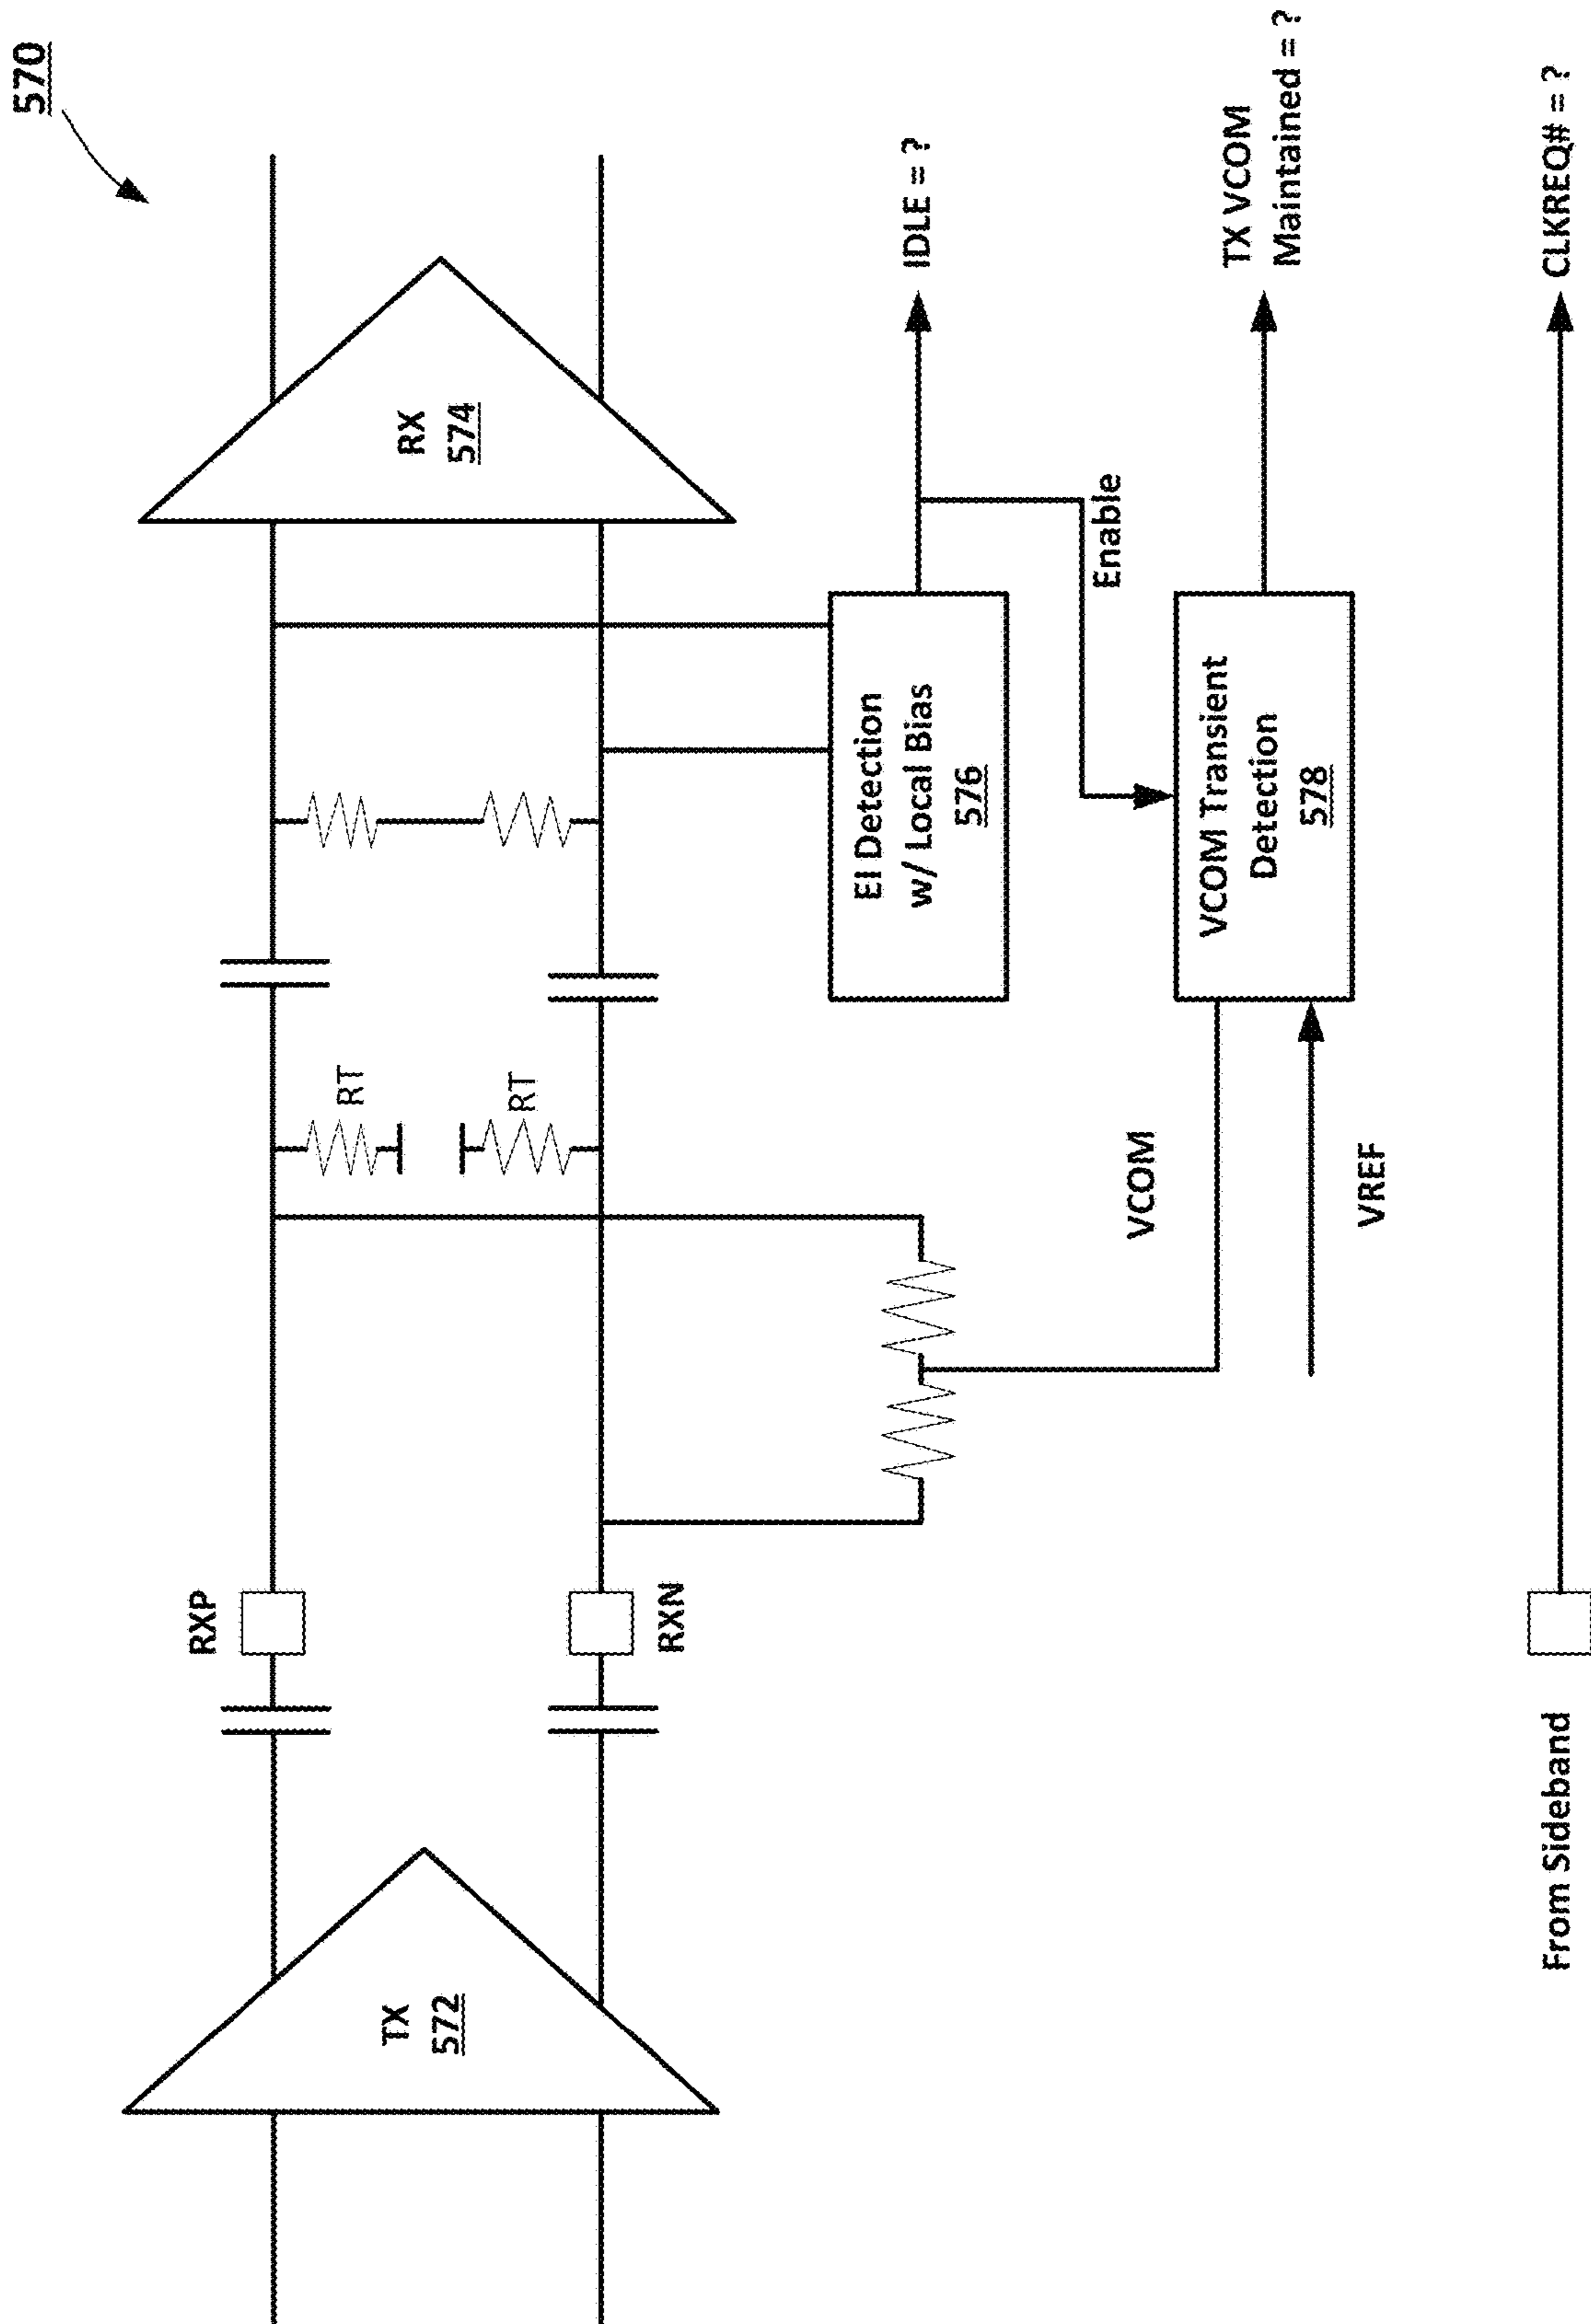 570
TX
572
RXP
RXN
RT
RT
RX
574
EI Detection
w/ Local Bias
576
IDLE = ?
Enable
VCOM
VREF
VCOM Transient
Detection
578
TX VCOM
Maintained = ?
From Sideband
CLKREQ# = ?